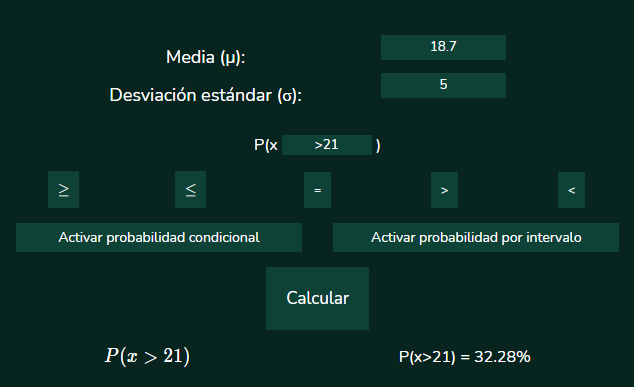 Media (μ): 18.7
Desviación estándar (σ): 5
P(x >21 )
≥ ≤ = > <
Activar probabilidad condicional Activar probabilidad por intervalo
Calcular
P(x > 21) P(x>21) = 32.28%